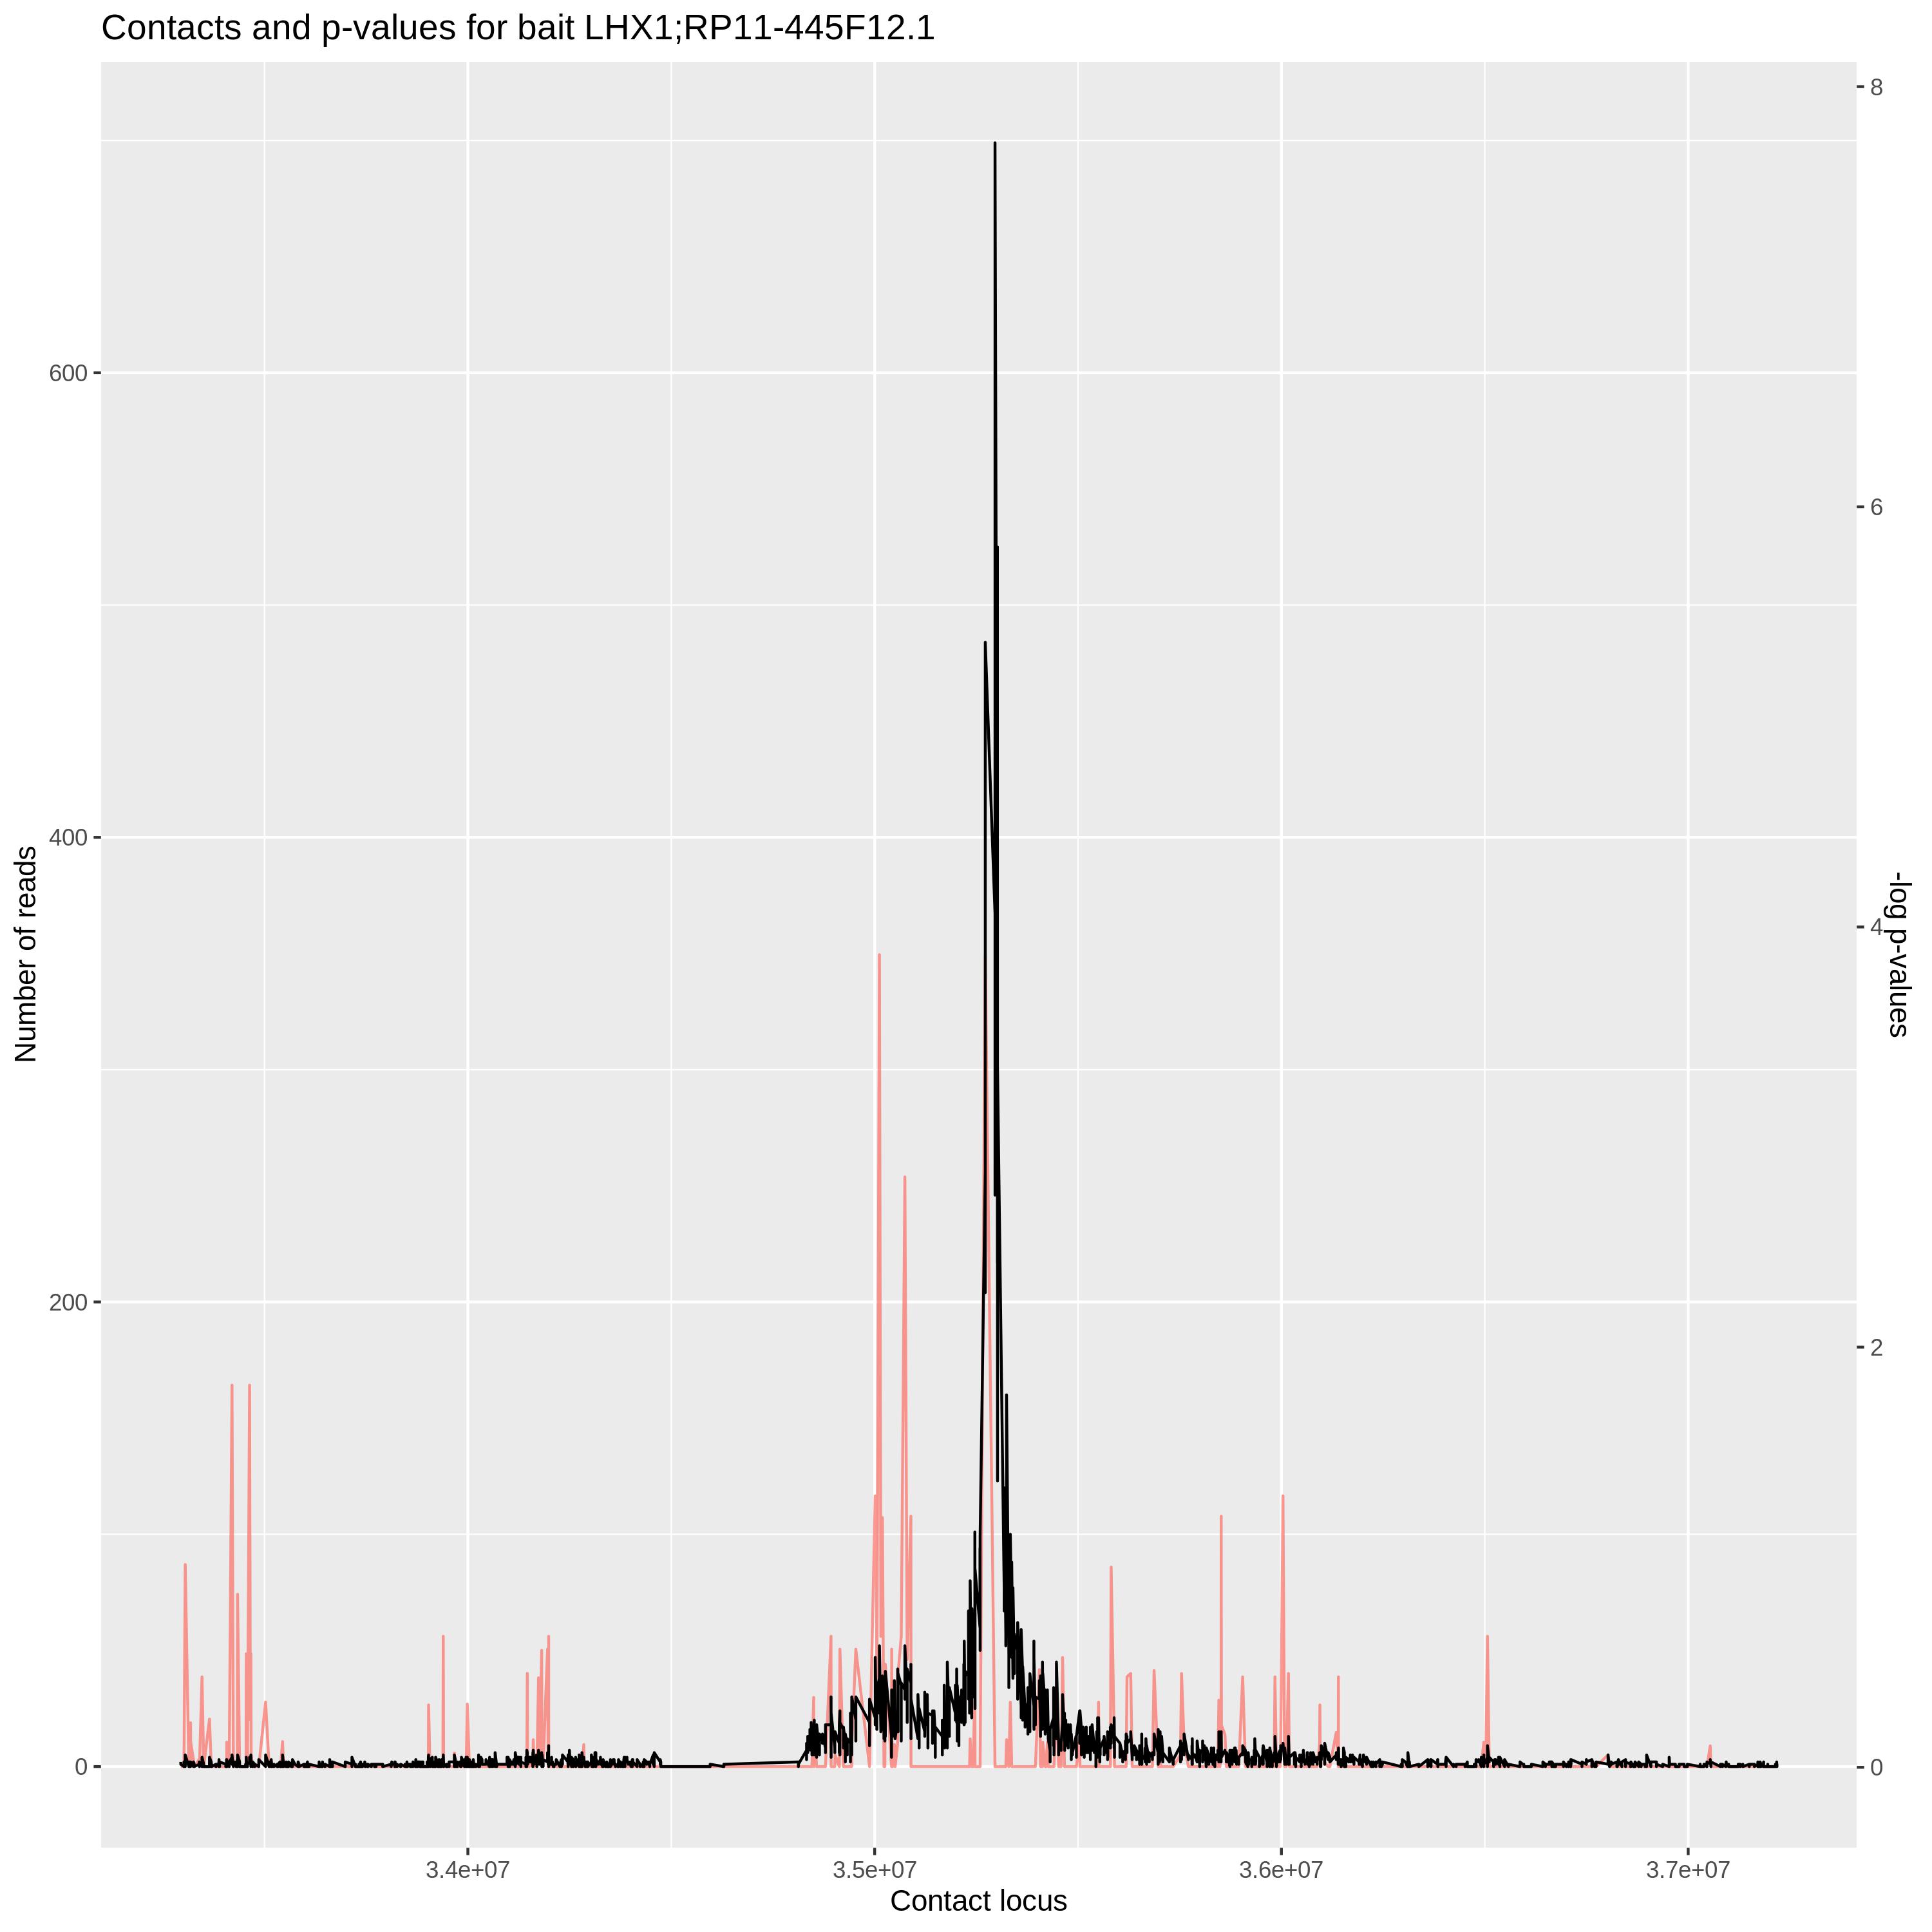 Contacts and p-values for bait LHX1;RP11-445F12.1
8
600
6
400
4
Number of reads
-log p-values
200
2
0
0
3.4e+07
3.5e+07
3.6e+07
3.7e+07
Contact locus